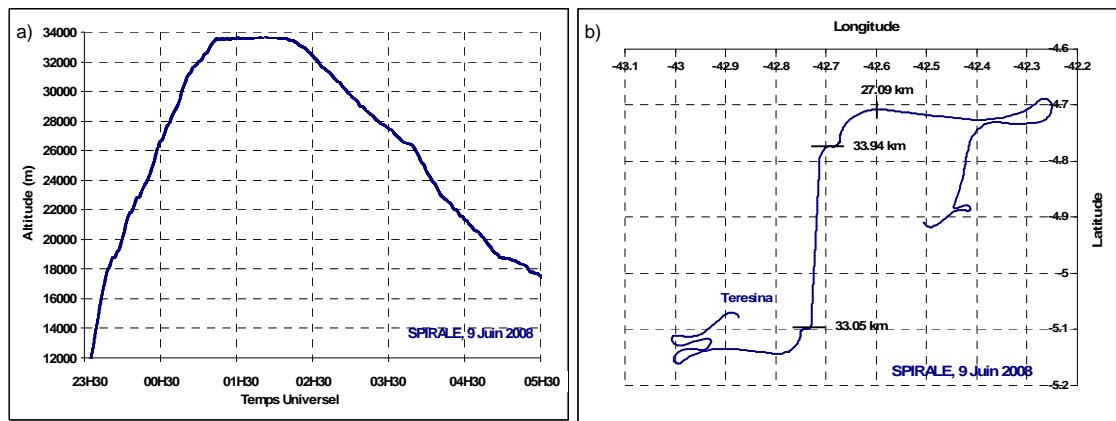 a)
34000
32000
30000
28000
26000
24000
22000
20000
18000
16000
14000
12000
Altitude (m)
SPIRALE, 9 Juin 2008
23H30 00H30 01H30 02H30 03H30 04H30 05H30
Temps Universel
b)
Longitude
-43.1 -43 -42.9 -42.8 -42.7 -42.6 -42.5 -42.4 -42.3 -42.2
-4.6
-4.7
-4.8
-4.9
-5
-5.1
-5.2
Latitude
27.09 km
33.94 km
Teresina
33.05 km
SPIRALE, 9 Juin 2008